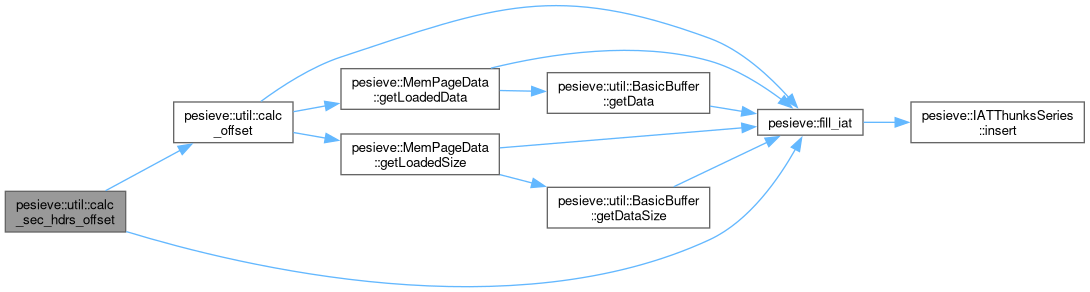 pesieve::util::calc
_sec_hdrs_offset
pesieve::util::calc
_offset
pesieve::MemPageData
::getLoadedData
pesieve::MemPageData
::getLoadedSize
pesieve::util::BasicBuffer
::getData
pesieve::util::BasicBuffer
::getDataSize
pesieve::fill_iat
pesieve::IATThunksSeries
::insert